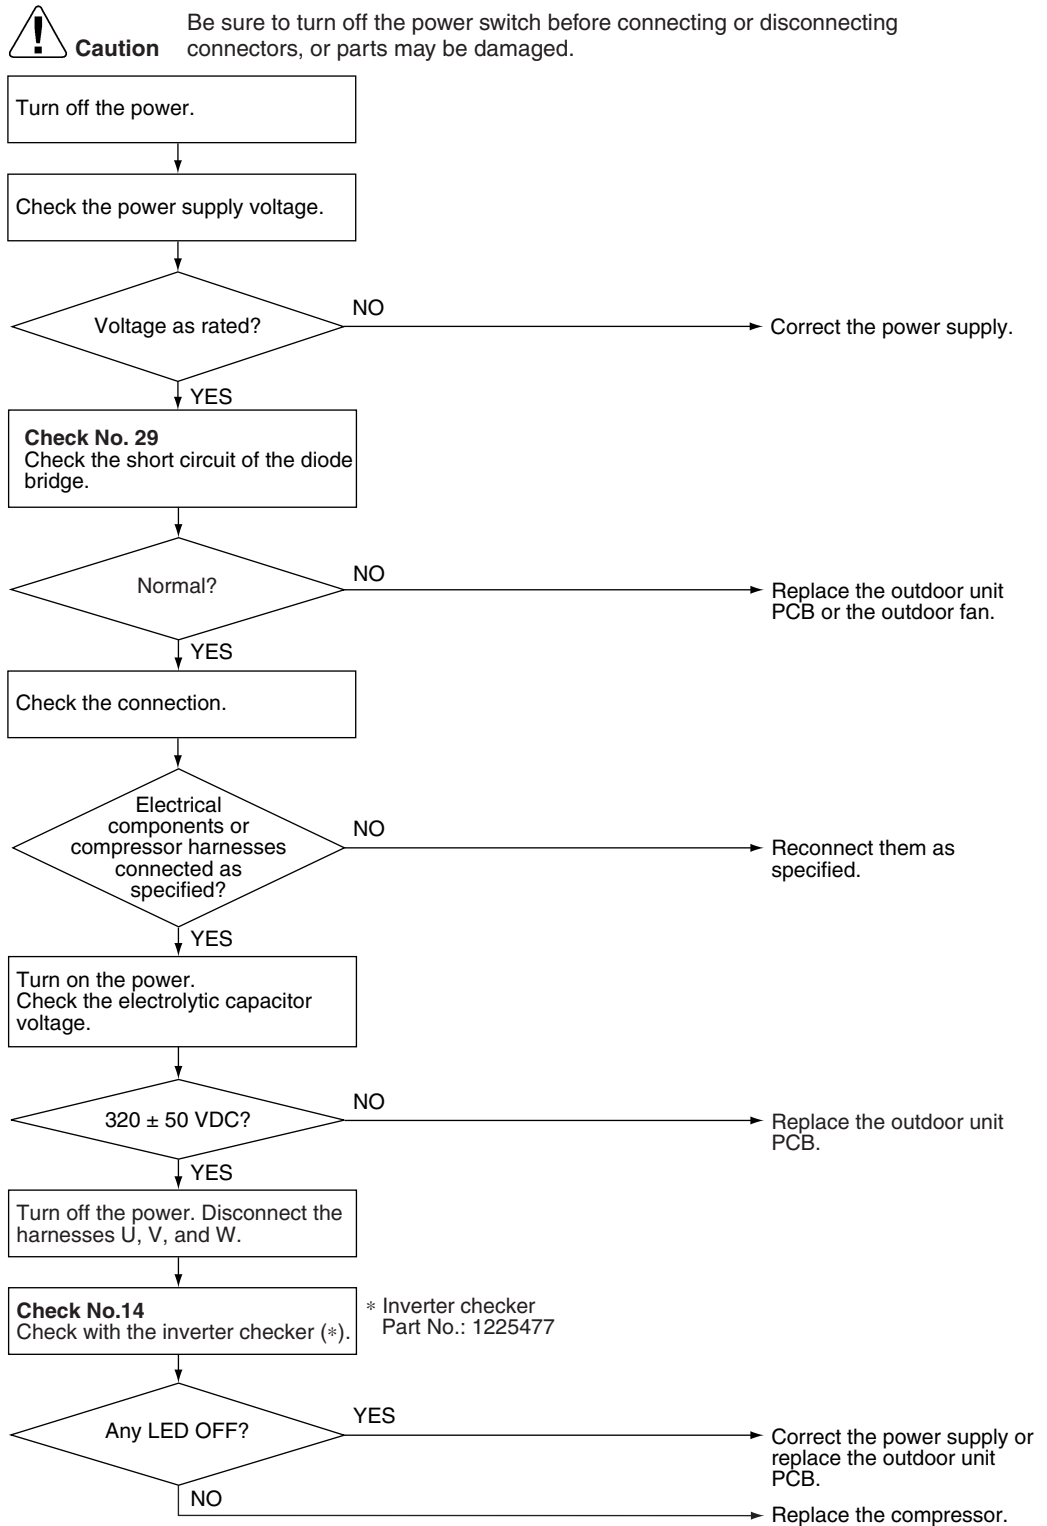 Be sure to turn off the power switch before connecting or disconnecting
Caution connectors, or parts may be damaged.
Turn off the power.
Check the power supply voltage.
Voltage as rated?
NO
Correct the power supply.
YES
Check No. 29
Check the short circuit of the diode
bridge.
Normal?
NO
Replace the outdoor unit
PCB or the outdoor fan.
YES
Check the connection.
Electrical
components or
compressor harnesses
connected as
specified?
NO
Reconnect them as
specified.
YES
Turn on the power.
Check the electrolytic capacitor
voltage.
320 ± 50 VDC?
NO
Replace the outdoor unit
PCB.
YES
Turn off the power. Disconnect the
harnesses U, V, and W.
Check No.14
Check with the inverter checker (*).
* Inverter checker
Part No.: 1225477
Any LED OFF?
YES
Correct the power supply or
replace the outdoor unit
PCB.
NO
Replace the compressor.